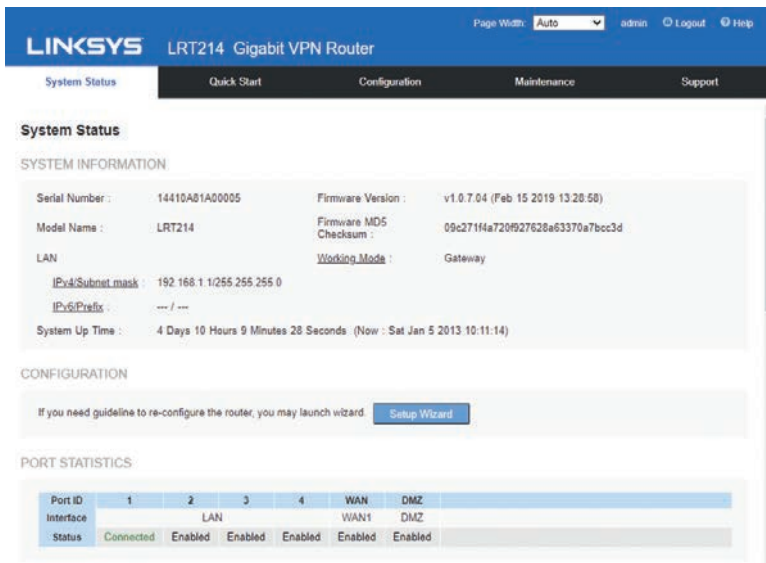 Page Width: Auto admin Logout Help
LINKSYS LRT214 Gigabit VPN Router
System Status Quick Start Configuration Maintenance Support
System Status
SYSTEM INFORMATION
Serial Number : 14410A81A00005 Firmware Version : v1.0.7.04 (Feb 15 2019 13:28:58)
Model Name : LRT214 Firmware MD5 Checksum : 09c271f4a720f927628a63370a7bcc3d
LAN Working Mode : Gateway
IPv4/Subnet mask : 192.168.1.1/255.255.255.0
IPv6/Prefix : --- / ---
System Up Time : 4 Days 10 Hours 9 Minutes 28 Seconds (Now : Sat Jan 5 2013 10:11:14)
CONFIGURATION
If you need guideline to re-configure the router, you may launch wizard. Setup Wizard
PORT STATISTICS
Port ID 1 2 3 4 WAN DMZ
Interface LAN WAN1 DMZ
Status Connected Enabled Enabled Enabled Enabled Enabled